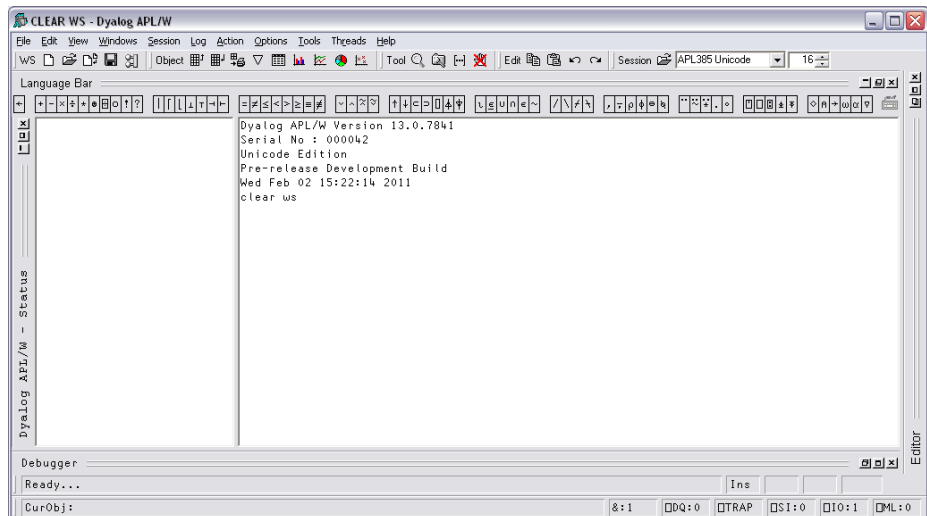 CLEAR WS - Dyalog APL/W
File Edit View Windows Session Log Action Options Tools Threads Help
WS Object Tool Edit Session APL385 Unicode 16
Language Bar
Dyalog APL/W Version 13.0.7841
Serial No : 000042
Unicode Edition
Pre-release Development Build
Wed Feb 02 15:22:14 2011
clear ws
Dyalog APL/W - Status
Editor
Debugger
Ready...
Ins
CurObj:
&:1 ⎕DQ:0 ⎕TRAP ⎕SI:0 ⎕IO:1 ⎕ML:0